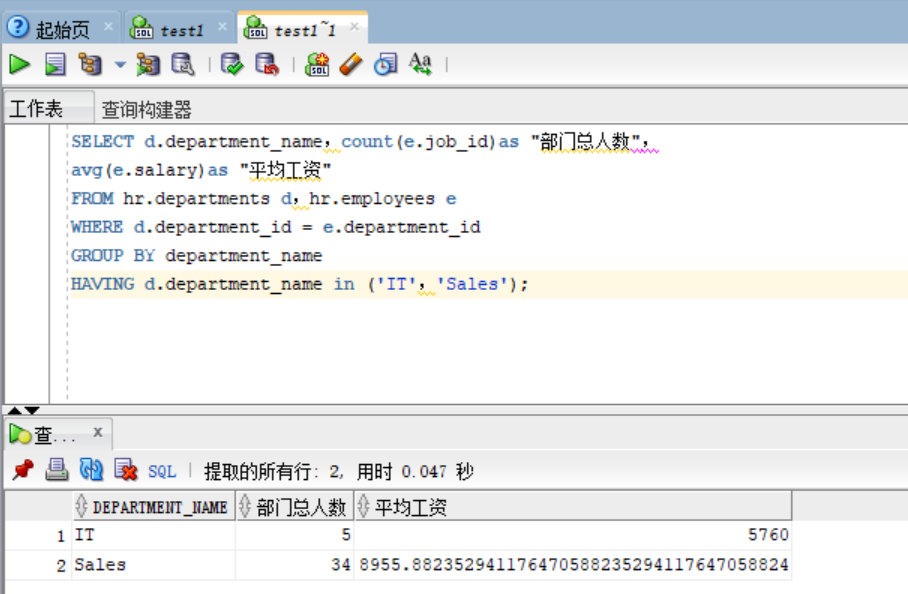 起始页 test1 test1~1
工作表 查询构建器
SELECT d.department_name，count(e.job_id)as "部门总人数"，
avg(e.salary)as "平均工资"
FROM hr.departments d，hr.employees e
WHERE d.department_id = e.department_id
GROUP BY department_name
HAVING d.department_name in ('IT'，'Sales');
查... x
SQL | 提取的所有行: 2, 用时 0.047 秒
DEPARTMENT_NAME 部门总人数 平均工资
1 IT 5 5760
2 Sales 34 8955.88235294117647058823529411764705882​4